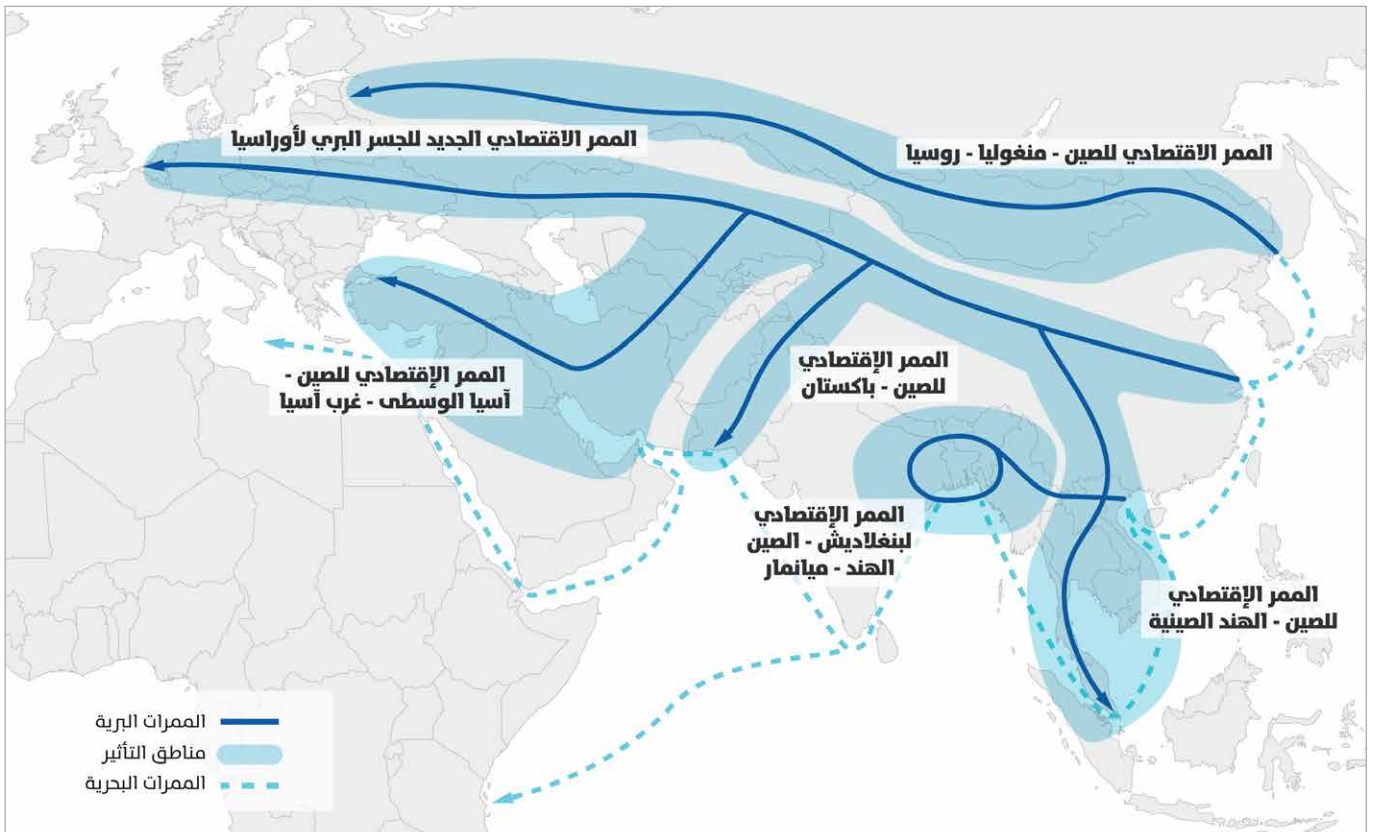 الممر الاقتصادي الجديد للجسر البري لأوراسيا
الممر الاقتصادي للصين - منغوليا - روسيا
الممر الإقتصادي للصين -
آسيا الوسطى - غرب آسيا
الممر الإقتصادي
للصين - باكستان
الممر الإقتصادي
لبنغلاديش - الصين
الهند - ميانمار
الممر الإقتصادي
للصين - الهند الصينية
الممرات البرية
مناطق التأثير
الممرات البحرية